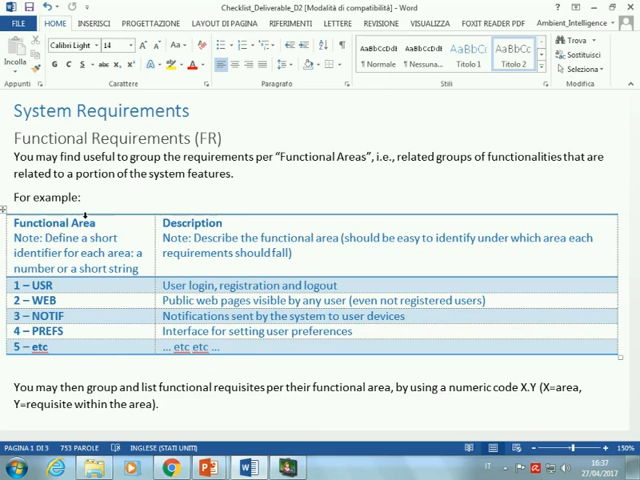 Checklist_Deliverable_D2 [Modalità di compatibilità] - Word
FILE HOME INSERISCI PROGETTAZIONE LAYOUT DI PAGINA RIFERIMENTI LETTERE REVISIONE VISUALIZZA FOXIT READER PDF Ambient_Intelligence
Calibri Light 14
Incolla
AaBbCcDdI AaBbCcDdI AaBbCc AaBbCc
¶ Normale ¶ Nessuna... Titolo 1 Titolo 2
Trova
Sostituisci
Seleziona
Appunti Carattere Paragrafo Stili Modifica
System Requirements
Functional Requirements (FR)
You may find useful to group the requirements per “Functional Areas”, i.e., related groups of functionalities that are
related to a portion of the system features.
For example:
Functional Area Description
Note: Define a short identifier for each area: a number or a short string Note: Describe the functional area (should be easy to identify under which area each requirements should fall)
1 – USR User login, registration and logout
2 – WEB Public web pages visible by any user (even not registered users)
3 – NOTIF Notifications sent by the system to user devices
4 – PREFS Interface for setting user preferences
5 – etc ... etc etc ...
You may then group and list functional requisites per their functional area, by using a numeric code X.Y (X=area,
Y=requisite within the area).
PAGINA 1 DI 3 753 PAROLE INGLESE (STATI UNITI) 150%
IT 16:37
27/04/2017